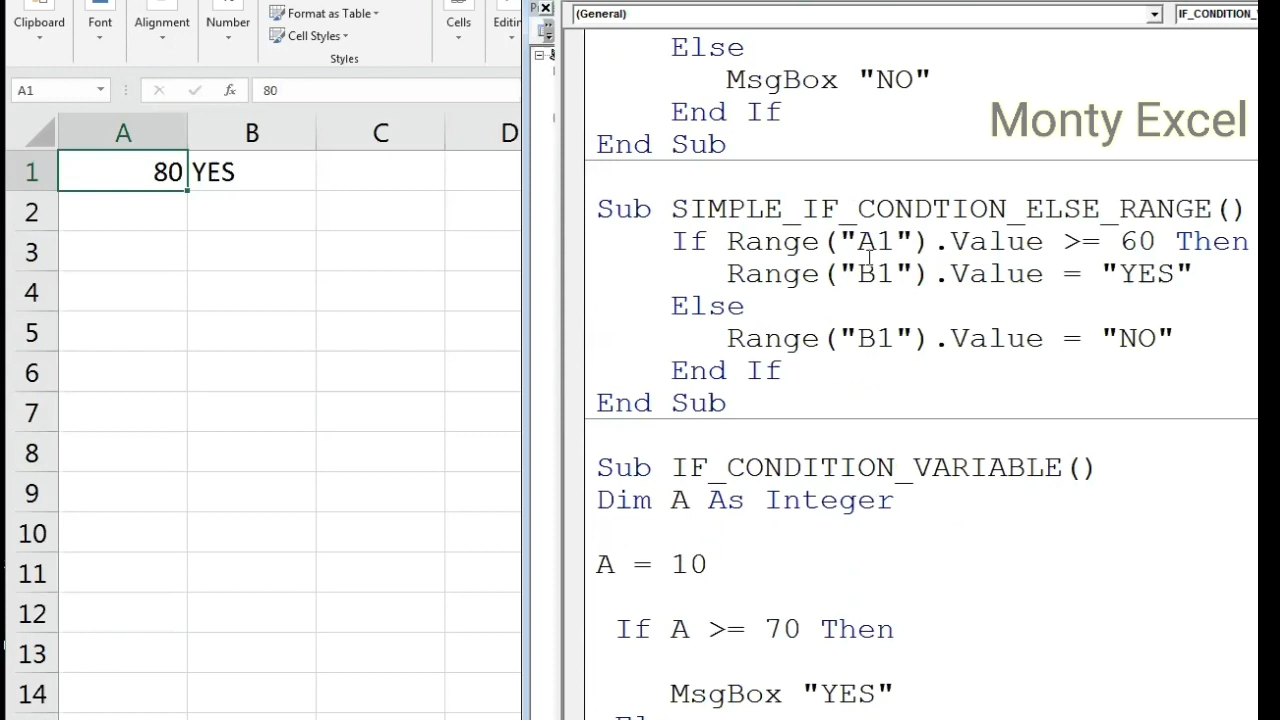 Clipboard
Font
Alignment
Number
Format as Table
Cell Styles
Styles
Cells
A1
fx
80
A B C D
1 80 YES
2
3
4
5
6
7
8
9
10
11
12
13
14
(General)
Else
MsgBox "NO"
End If
End Sub
Monty Excel
Sub SIMPLE_IF_CONDTION_ELSE_RANGE()
If Range("A1").Value >= 60 Then
Range("B1").Value = "YES"
Else
Range("B1").Value = "NO"
End If
End Sub
Sub IF_CONDITION_VARIABLE()
Dim A As Integer
A = 10
If A >= 70 Then
MsgBox "YES"